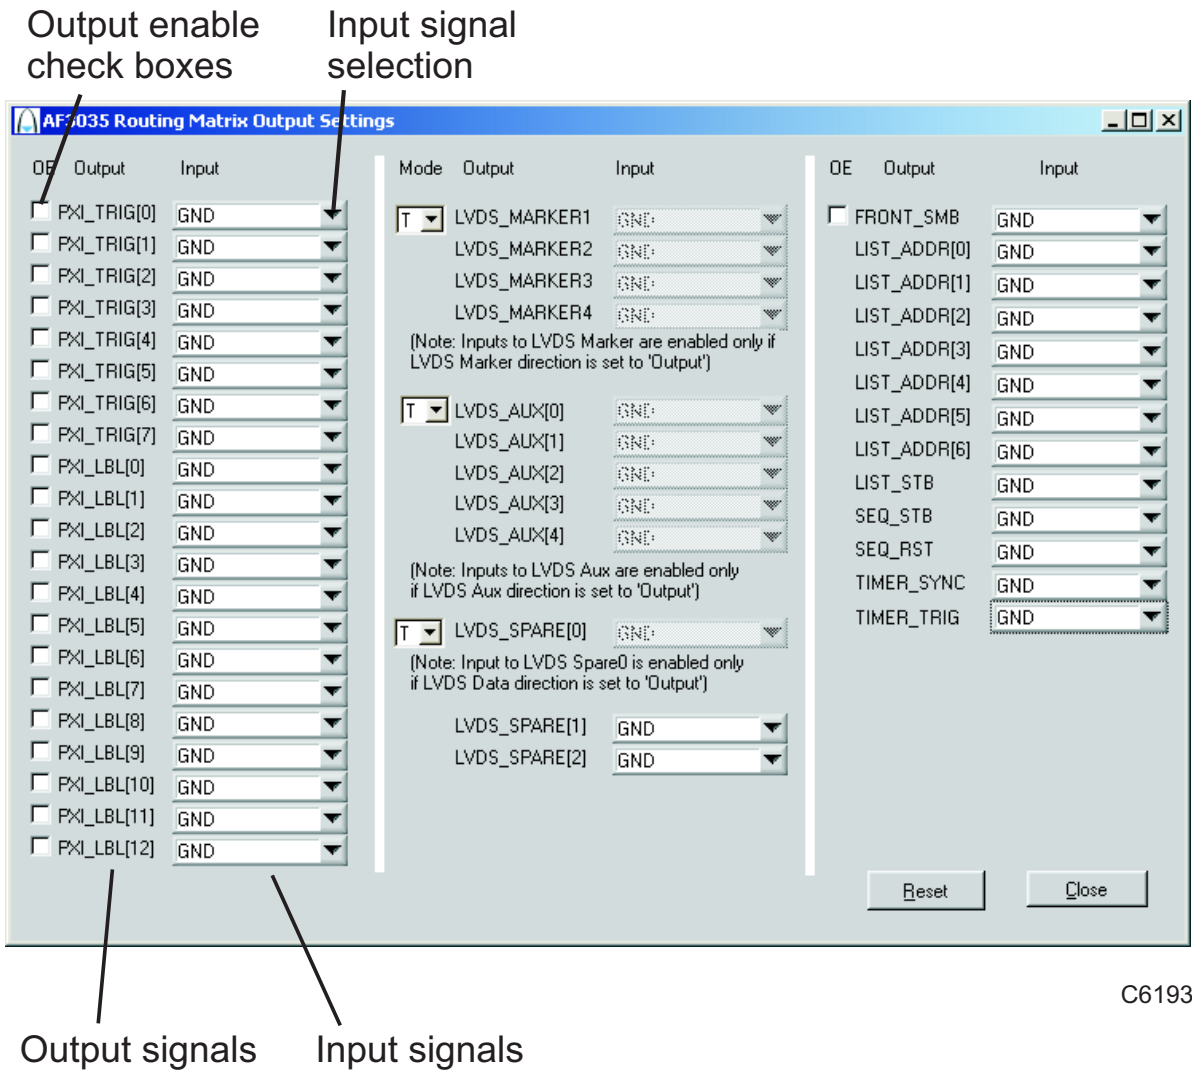 Output enable
check boxes
Input signal
selection
AF3035 Routing Matrix Output Settings
OE Output Input
PXI_TRIG[0] GND
PXI_TRIG[1] GND
PXI_TRIG[2] GND
PXI_TRIG[3] GND
PXI_TRIG[4] GND
PXI_TRIG[5] GND
PXI_TRIG[6] GND
PXI_TRIG[7] GND
PXI_LBL[0] GND
PXI_LBL[1] GND
PXI_LBL[2] GND
PXI_LBL[3] GND
PXI_LBL[4] GND
PXI_LBL[5] GND
PXI_LBL[6] GND
PXI_LBL[7] GND
PXI_LBL[8] GND
PXI_LBL[9] GND
PXI_LBL[10] GND
PXI_LBL[11] GND
PXI_LBL[12] GND
Mode Output Input
T LVDS_MARKER1 GND
LVDS_MARKER2 GND
LVDS_MARKER3 GND
LVDS_MARKER4 GND
(Note: Inputs to LVDS Marker are enabled only if
LVDS Marker direction is set to 'Output')
T LVDS_AUX[0] GND
LVDS_AUX[1] GND
LVDS_AUX[2] GND
LVDS_AUX[3] GND
LVDS_AUX[4] GND
(Note: Inputs to LVDS Aux are enabled only
if LVDS Aux direction is set to 'Output')
T LVDS_SPARE[0] GND
(Note: Input to LVDS Spare0 is enabled only
if LVDS Data direction is set to 'Output')
LVDS_SPARE[1] GND
LVDS_SPARE[2] GND
OE Output Input
FRONT_SMB GND
LIST_ADDR[0] GND
LIST_ADDR[1] GND
LIST_ADDR[2] GND
LIST_ADDR[3] GND
LIST_ADDR[4] GND
LIST_ADDR[5] GND
LIST_ADDR[6] GND
LIST_STB GND
SEQ_STB GND
SEQ_RST GND
TIMER_SYNC GND
TIMER_TRIG GND
Reset Close
C6193
Output signals Input signals